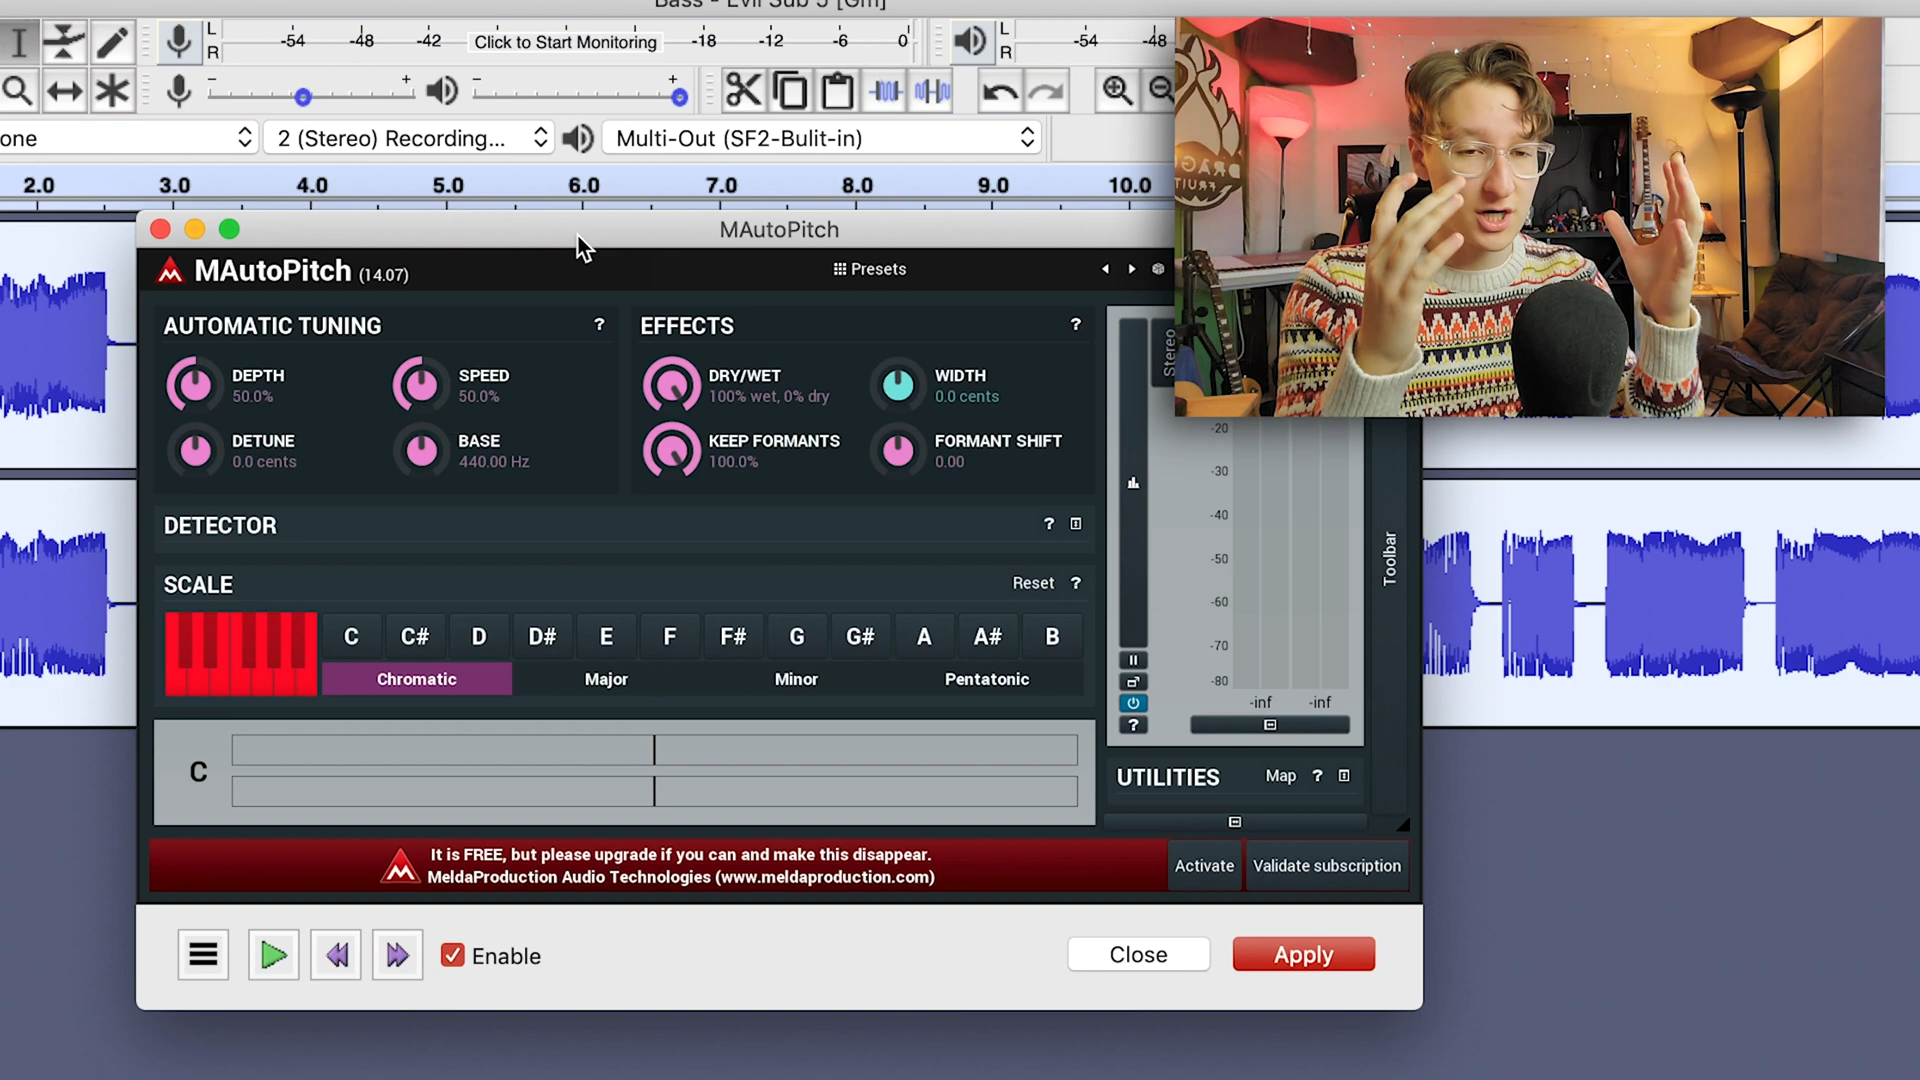 Bass - Evil Sub 5 [Gm]
L
R
-54 -48 -42 Click to Start Monitoring -18 -12 -6 0
L
R
-54 -48
- + - +
one
2 (Stereo) Recording...
Multi-Out (SF2-Bulit-in)
2.0 3.0 4.0 5.0 6.0 7.0 8.0 9.0 10.0
MAutoPitch
MAutoPitch (14.07)
Presets
AUTOMATIC TUNING ?
DEPTH
50.0%
SPEED
50.0%
DETUNE
0.0 cents
BASE
440.00 Hz
EFFECTS ?
DRY/WET
100% wet, 0% dry
WIDTH
0.0 cents
KEEP FORMANTS
100.0%
FORMANT SHIFT
0.00
Stereo
DETECTOR ?
SCALE Reset ?
C C# D D# E F F# G G# A A# B
Chromatic Major Minor Pentatonic
C
-20
-30
-40
-50
-60
-70
-80
-inf -inf
?
Toolbar
UTILITIES Map ?
It is FREE, but please upgrade if you can and make this disappear.
MeldaProduction Audio Technologies (www.meldaproduction.com)
Activate
Validate subscription
Enable
Close
Apply
DRAGON
FRUIT